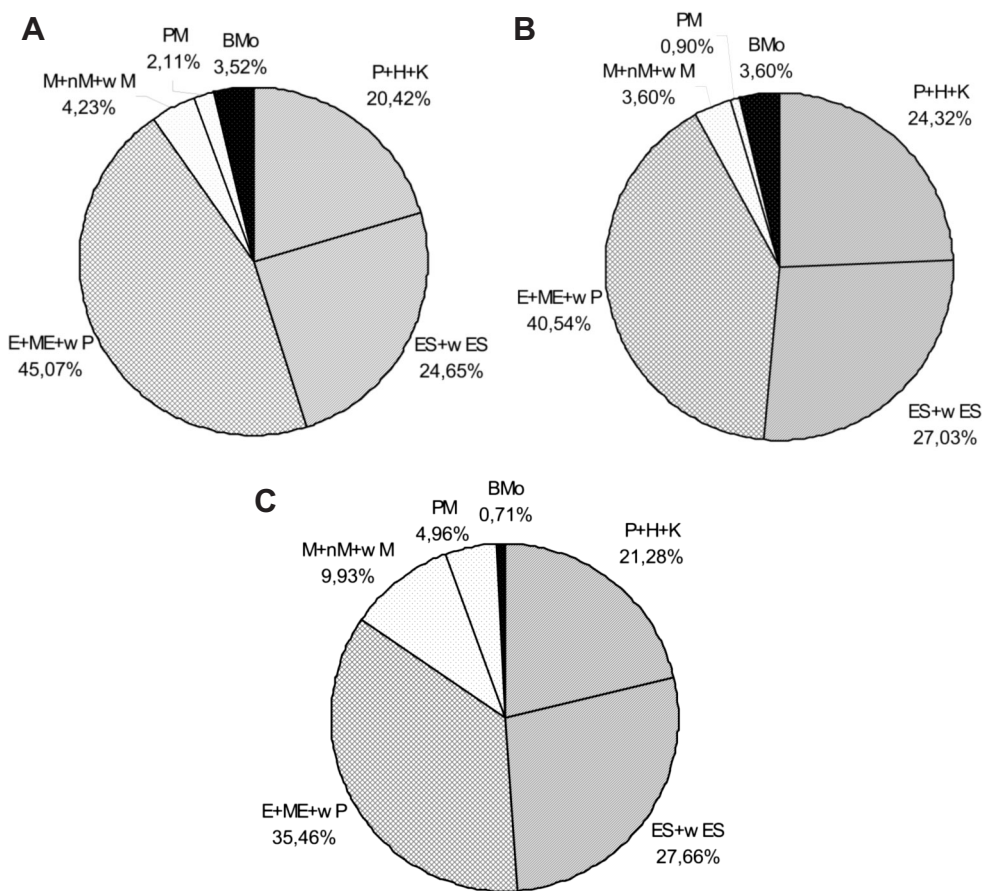 A
PM
2,11%
BMo
3,52%
P+H+K
20,42%
M+nM+w M
4,23%
E+ME+w P
45,07%
ES+w ES
24,65%
B
PM
0,90%
BMo
3,60%
P+H+K
24,32%
M+nM+w M
3,60%
E+ME+w P
40,54%
ES+w ES
27,03%
C
BMo
0,71%
PM
4,96%
P+H+K
21,28%
M+nM+w M
9,93%
E+ME+w P
35,46%
ES+w ES
27,66%